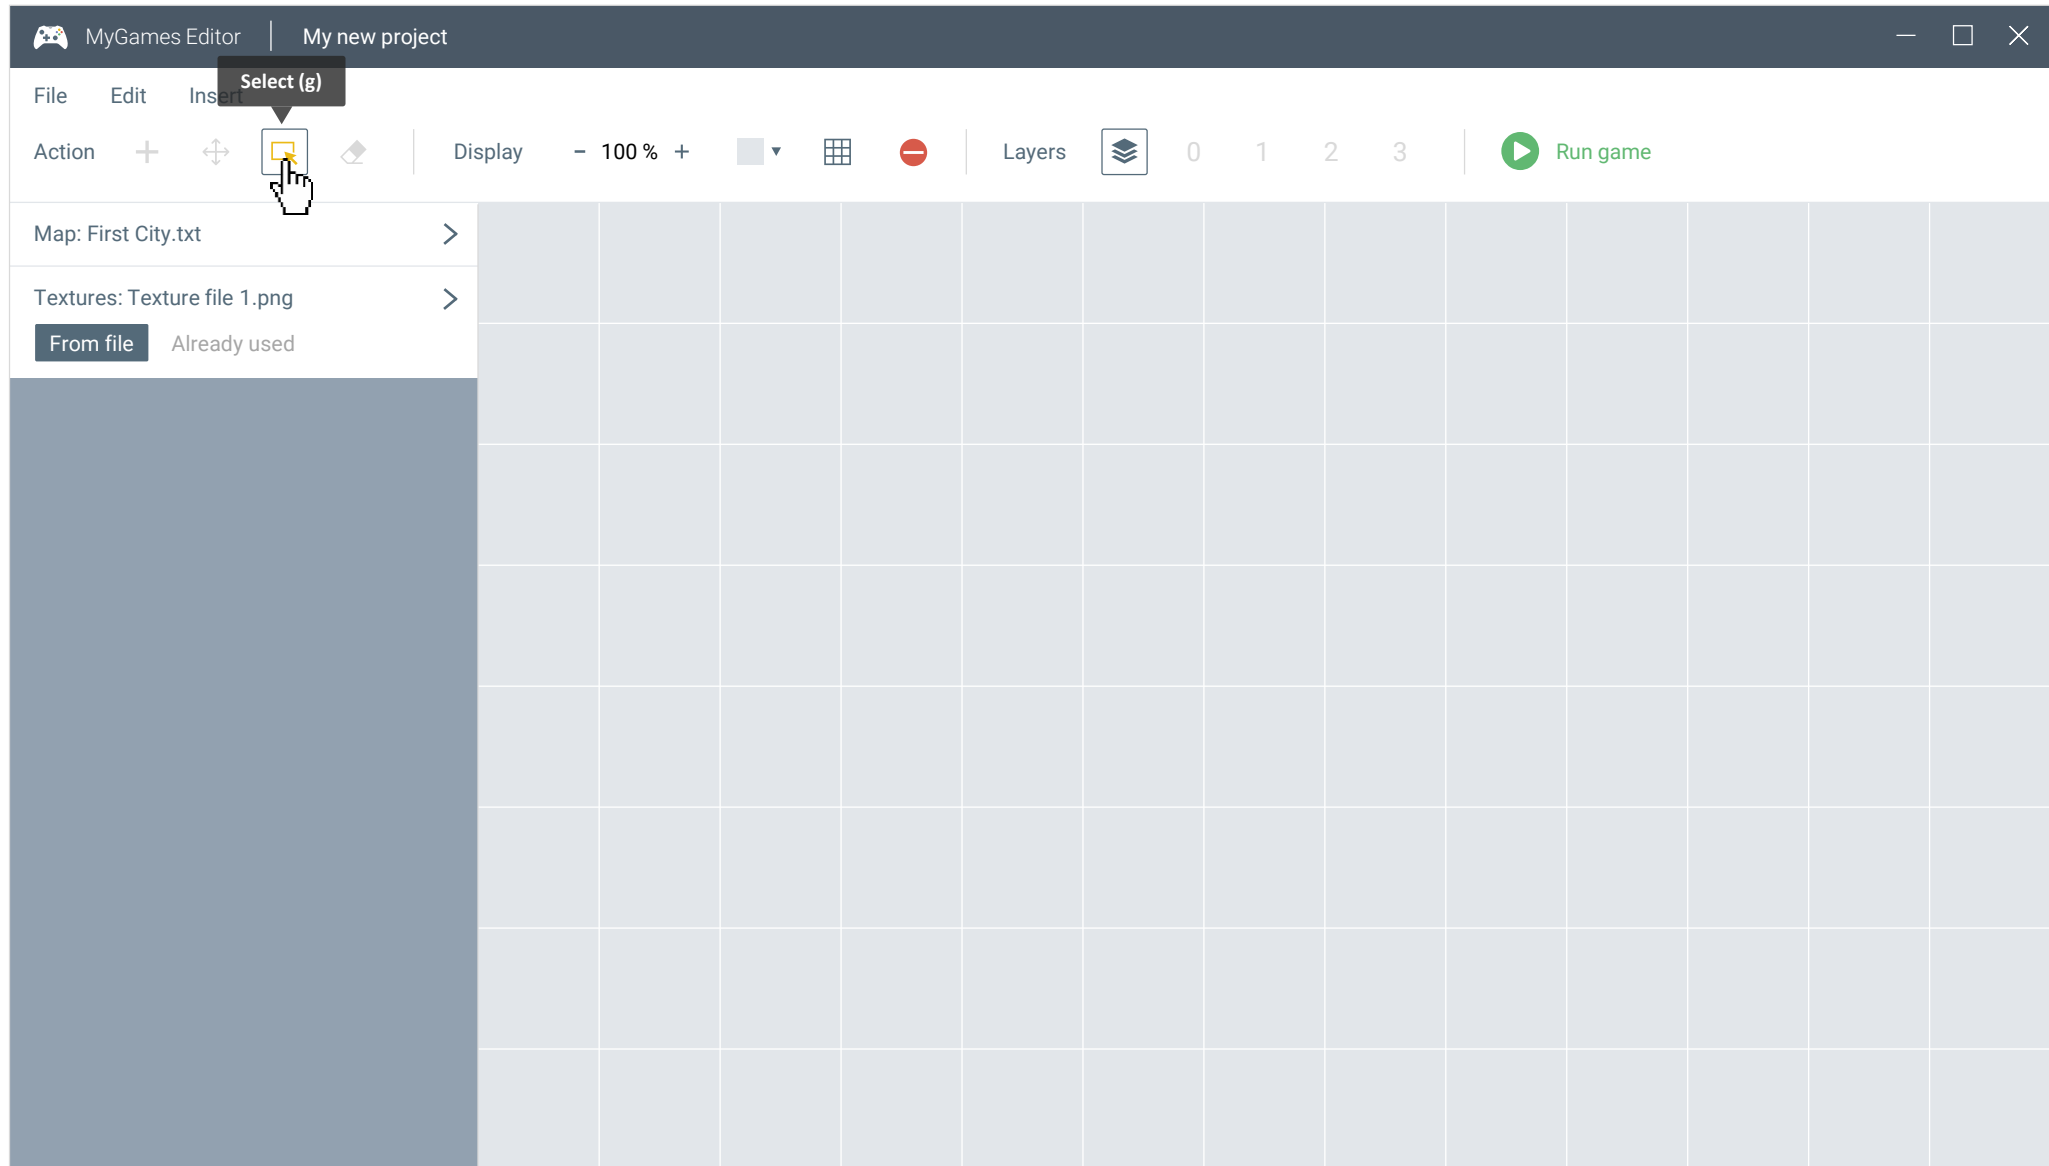 MyGames Editor My new project
Select (g)
File Edit Insert
Action Display - 100 % + Layers 0 1 2 3 Run game
Map: First City.txt
Textures: Texture file 1.png
From file Already used